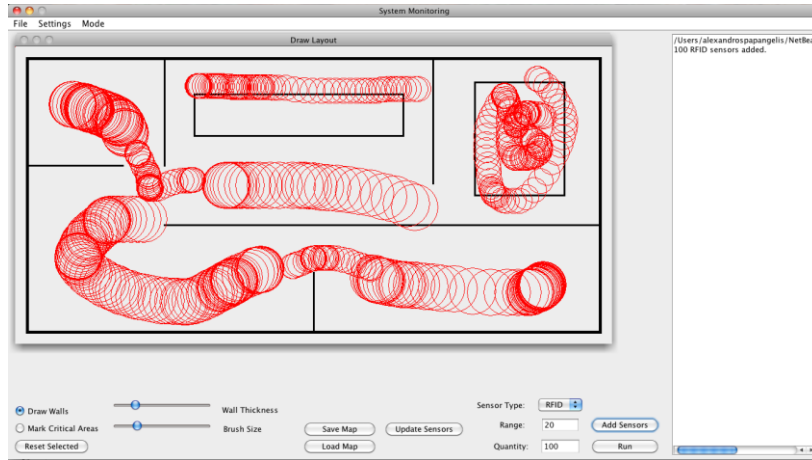 System Monitoring
File Settings Mode
Draw Layout
/Users/alexandrospapangelis/NetBea
100 RFID sensors added.
Draw Walls
Wall Thickness
Mark Critical Areas
Brush Size
Reset Selected
Save Map
Update Sensors
Load Map
Sensor Type: RFID
Range: 20
Add Sensors
Quantity: 100
Run